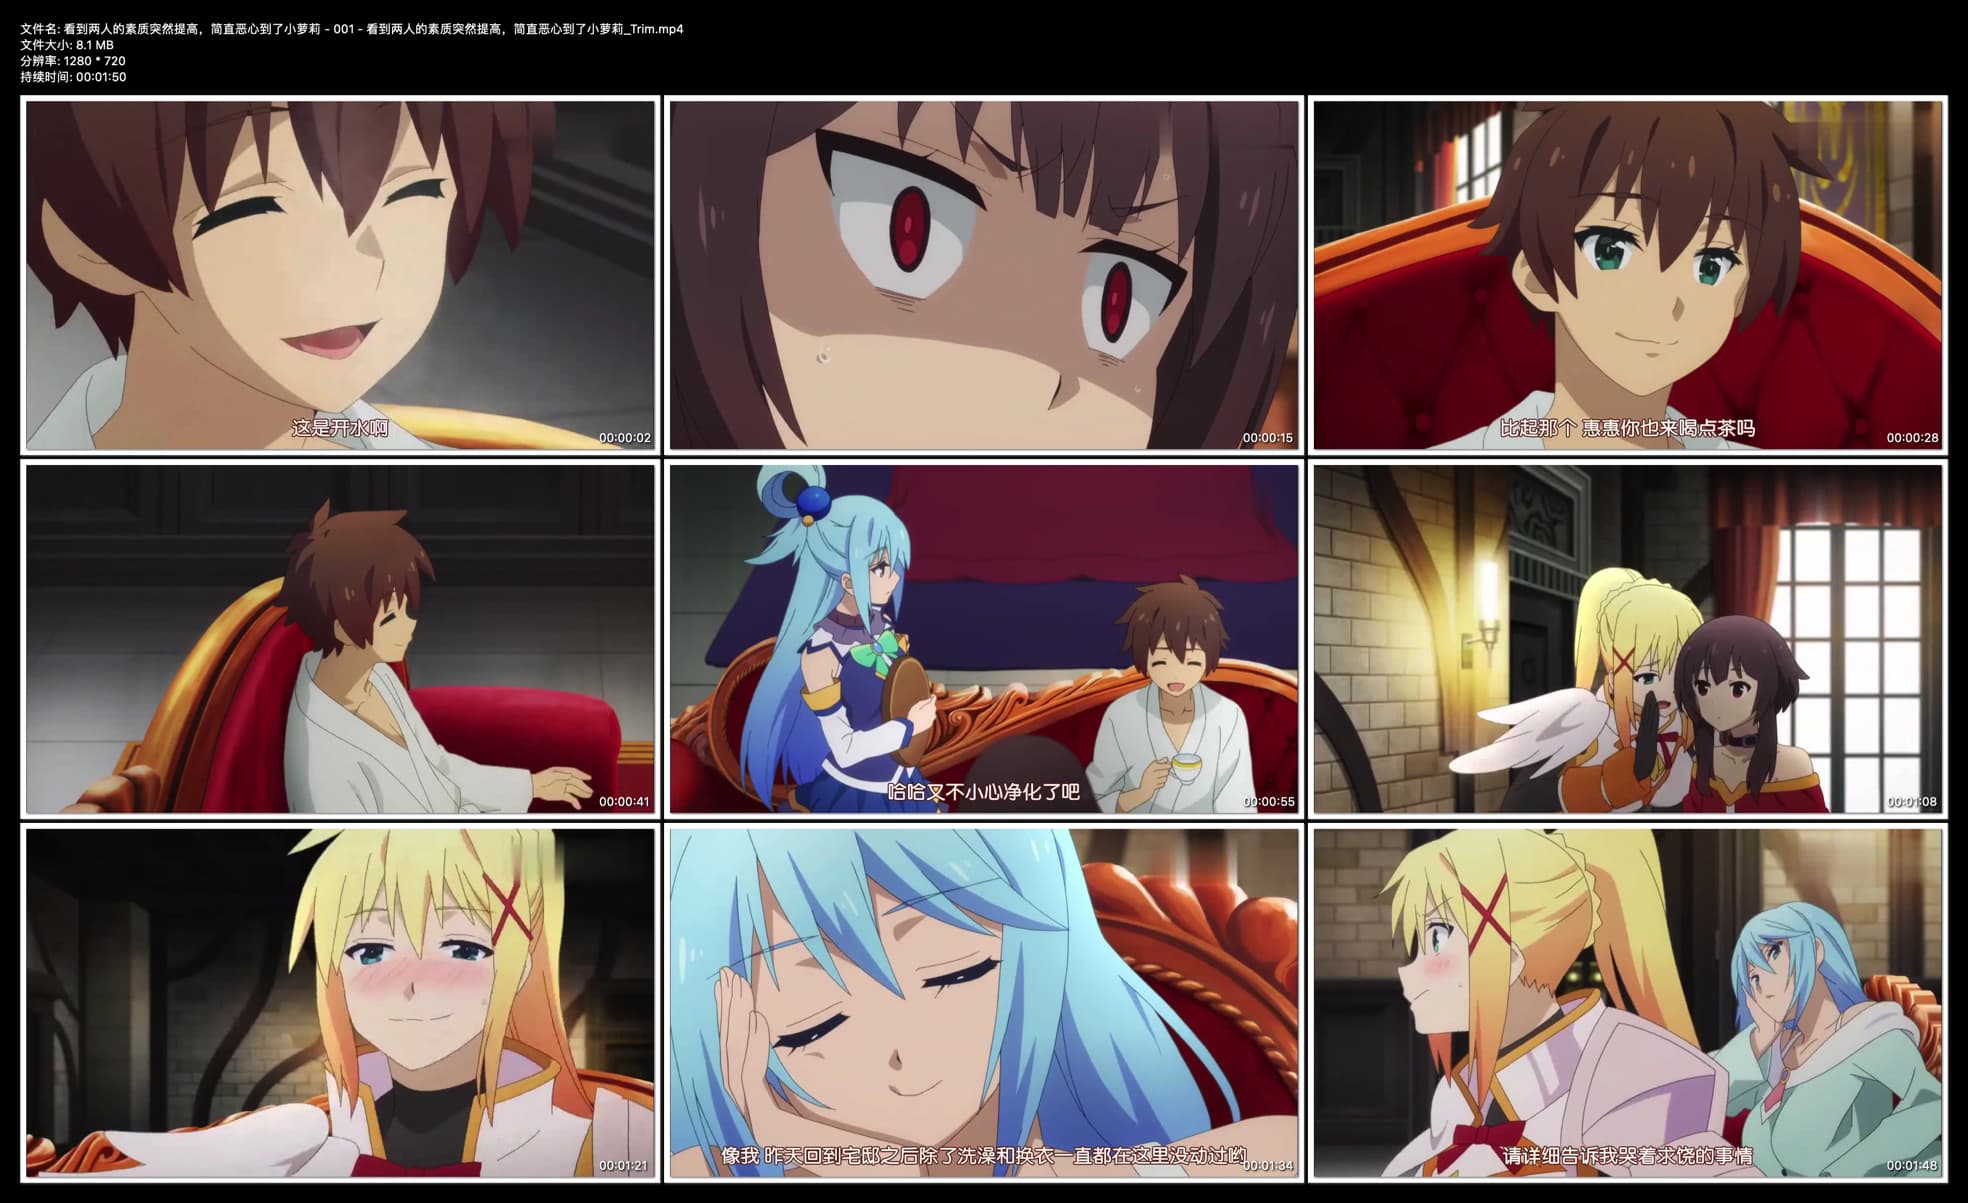 文件名: 看到两人的素质突然提高，简直恶心到了小萝莉 - 001 - 看到两人的素质突然提高，简直恶心到了小萝莉_Trim.mp4
文件大小: 8.1 MB
分辨率: 1280 * 720
持续时间: 00:01:50
这是开水啊
00:00:02
00:00:15
比起那个 惠惠你也来喝点茶吗
00:00:28
00:00:41
哈哈又不小心净化了吧
00:00:55
00:01:08
00:01:21
像我 昨天回到宅邸之后除了洗澡和换衣一直都在这里没动过哟
00:01:34
请详细告诉我哭着求饶的事情
00:01:48